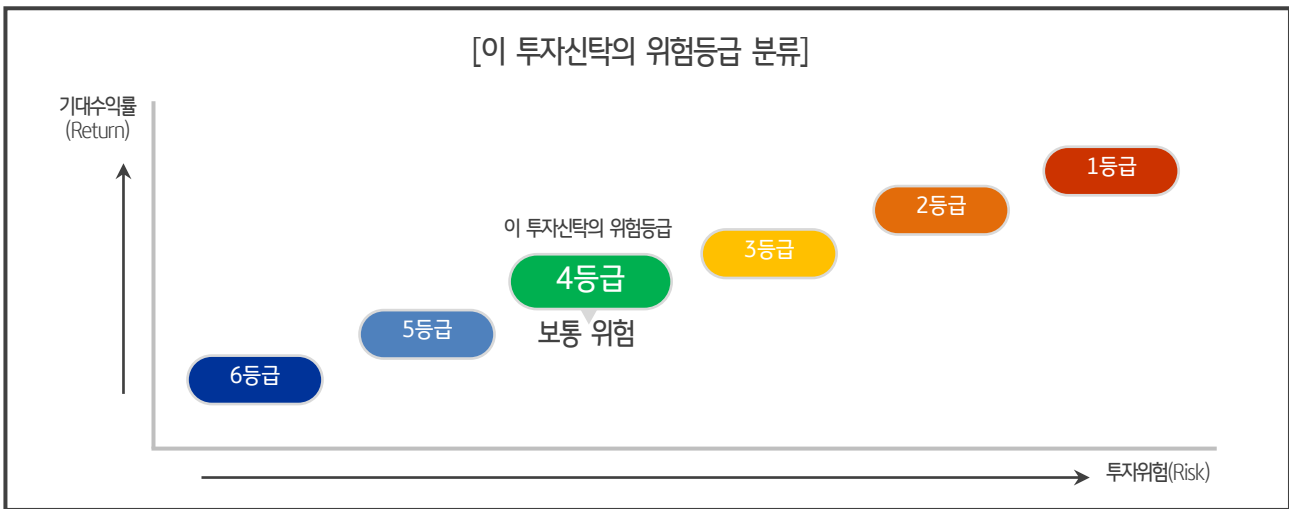 [이 투자신탁의 위험등급 분류]
기대수익률
(Return)
1등급
2등급
이 투자신탁의 위험등급
3등급
4등급
5등급
보통 위험
6등급
투자위험(Risk)